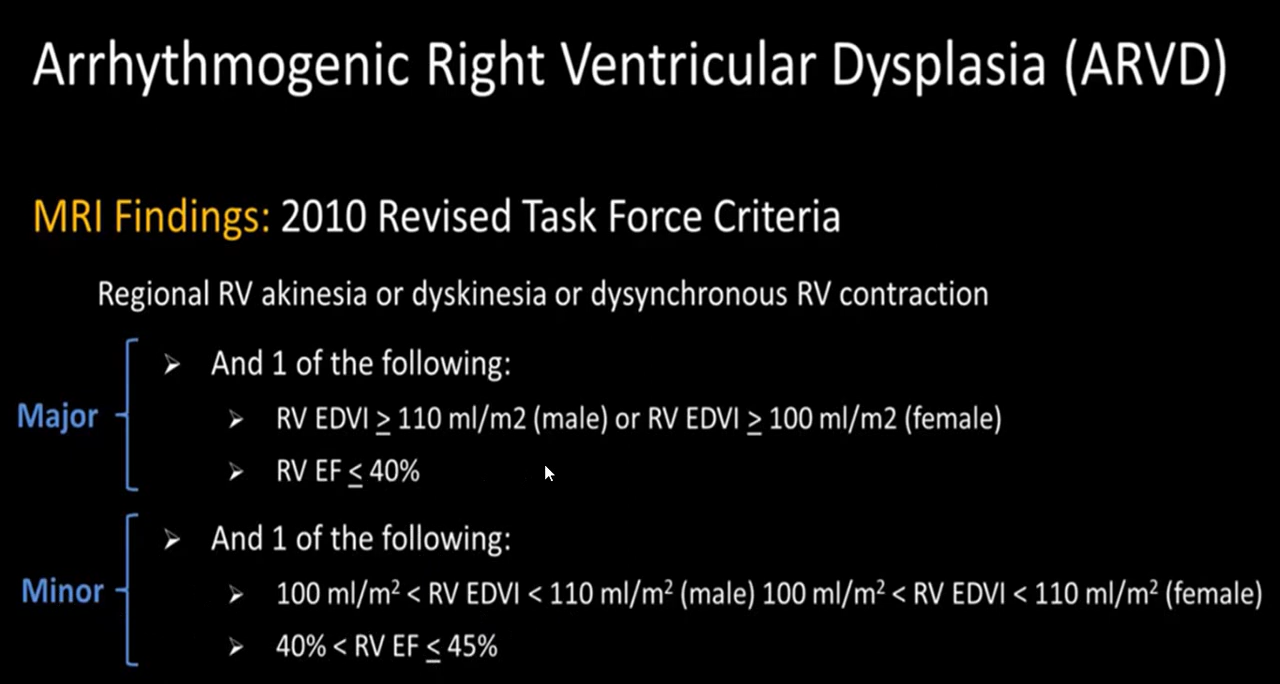 Arrhythmogenic Right Ventricular Dysplasia (ARVD)
MRI Findings: 2010 Revised Task Force Criteria
Regional RV akinesia or dyskinesia or dysynchronous RV contraction
Major
➢ And 1 of the following:
➢ RV EDVI ≥ 110 ml/m2 (male) or RV EDVI ≥ 100 ml/m2 (female)
➢ RV EF ≤ 40%
Minor
➢ And 1 of the following:
➢ 100 ml/m² < RV EDVI < 110 ml/m² (male) 100 ml/m² < RV EDVI < 110 ml/m² (female)
➢ 40% < RV EF ≤ 45%